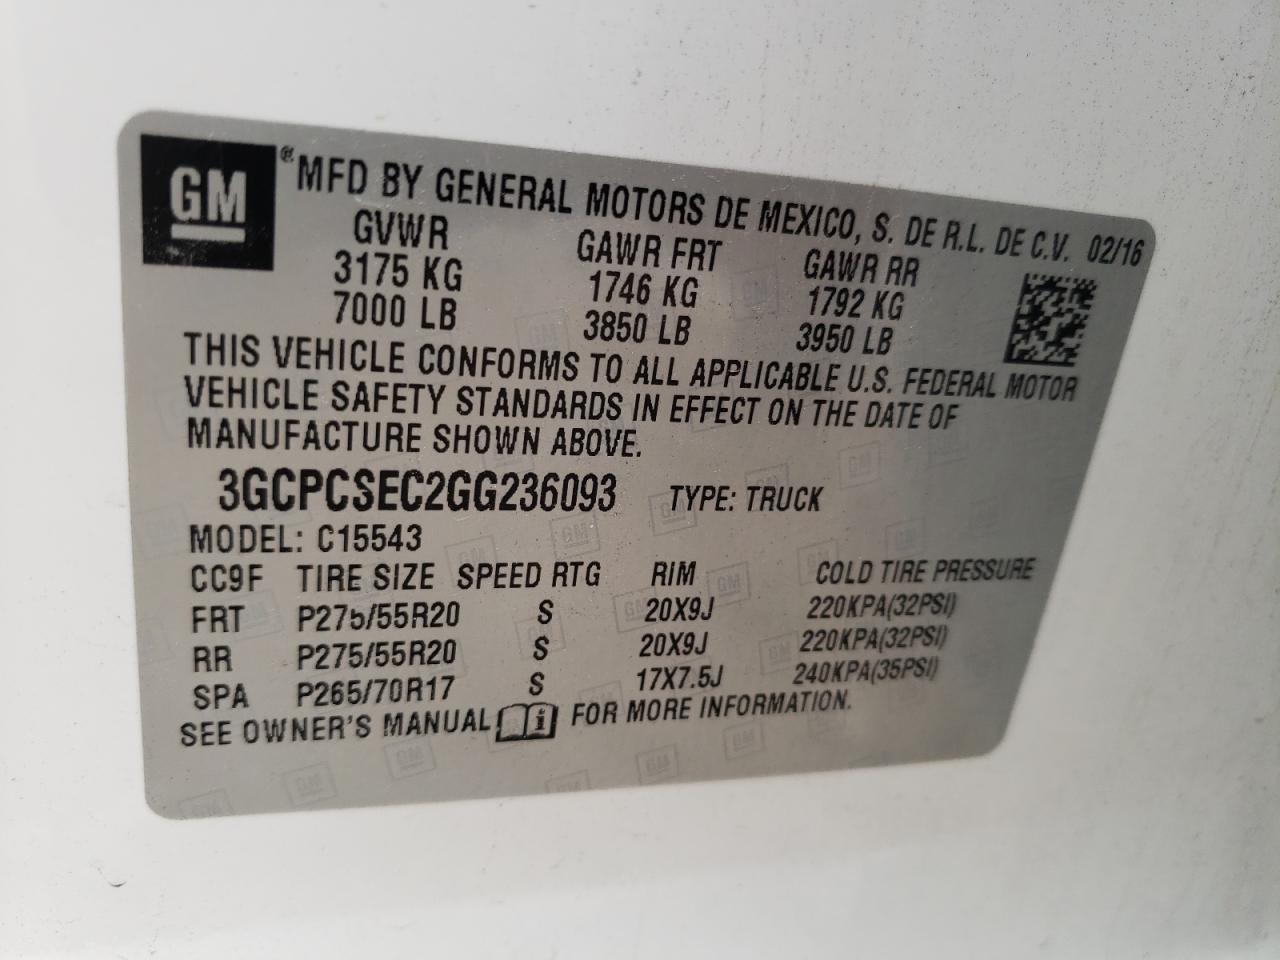 GM
® MFD BY GENERAL MOTORS DE MEXICO, S. DE R.L. DE C.V. 02/16
GVWR GAWR FRT GAWR RR
3175 KG 1746 KG 1792 KG
7000 LB 3850 LB 3950 LB
THIS VEHICLE CONFORMS TO ALL APPLICABLE U.S. FEDERAL MOTOR
VEHICLE SAFETY STANDARDS IN EFFECT ON THE DATE OF
MANUFACTURE SHOWN ABOVE.
3GCPCSEC2GG236093 TYPE: TRUCK
MODEL: C15543
CC9F TIRE SIZE SPEED RTG RIM COLD TIRE PRESSURE
FRT P275/55R20 S 20X9J 220KPA(32PSI)
RR P275/55R20 S 20X9J 220KPA(32PSI)
SPA P265/70R17 S 17X7.5J 240KPA(35PSI)
SEE OWNER'S MANUAL i FOR MORE INFORMATION.